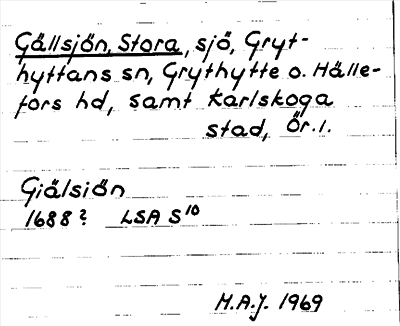 Gällsjön, Stora, sjö, Gryt-
hyttans sn, Grythytte o. Hälle-
fors hd, samt Karlskoga
stad, Ör. l.
Giälsiön
1688? LSA S10
M.A.J. 1969